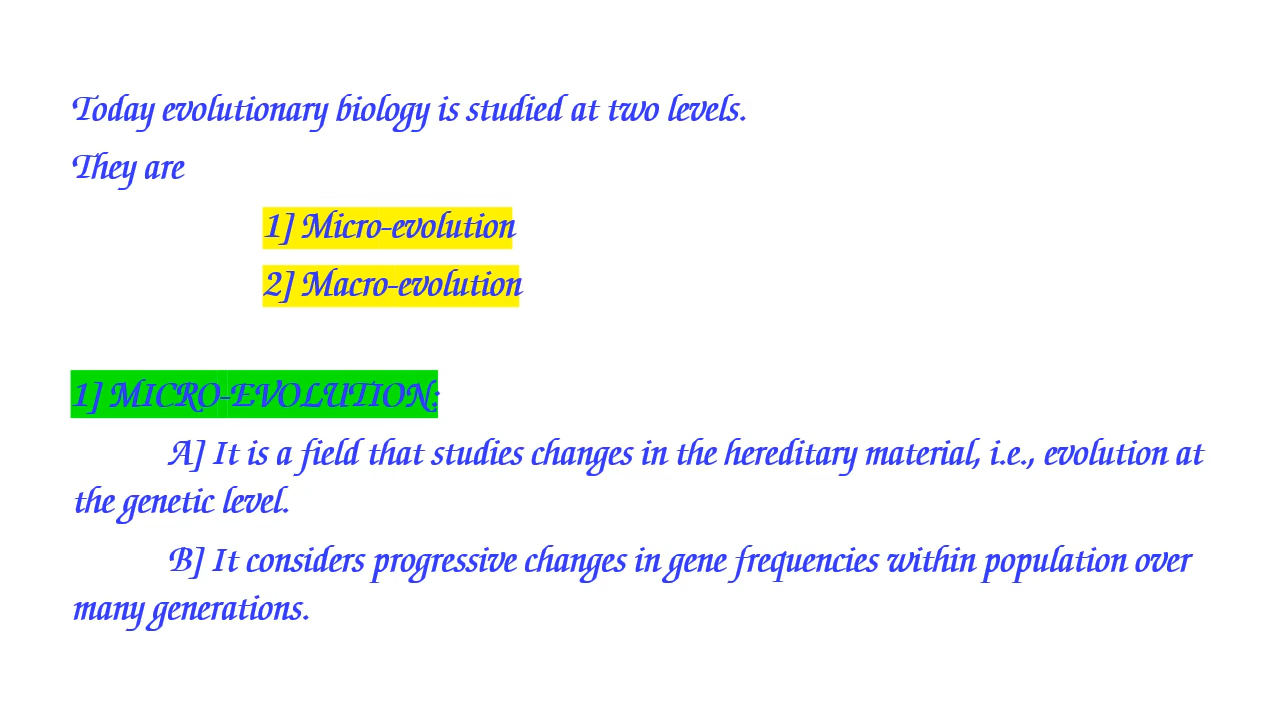 Today evolutionary biology is studied at two levels.
They are
1] Micro-evolution
2] Macro-evolution
1] MICRO-EVOLUTION:
A] It is a field that studies changes in the hereditary material, i.e., evolution at
the genetic level.
B] It considers progressive changes in gene frequencies within population over
many generations.